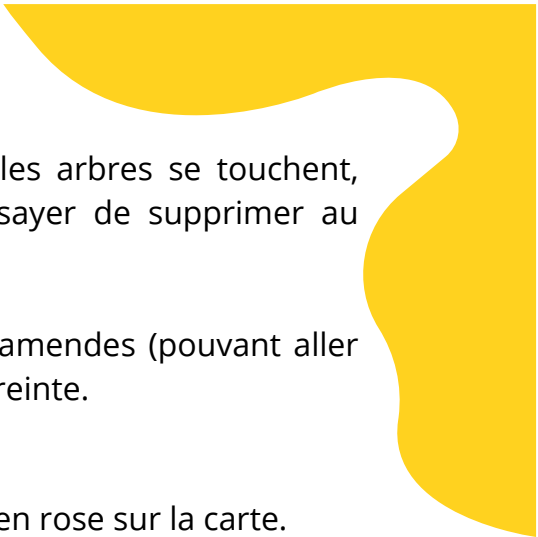 les arbres se touchent,
sayer de supprimer au
amendes (pouvant aller
reinte.
en rose sur la carte.